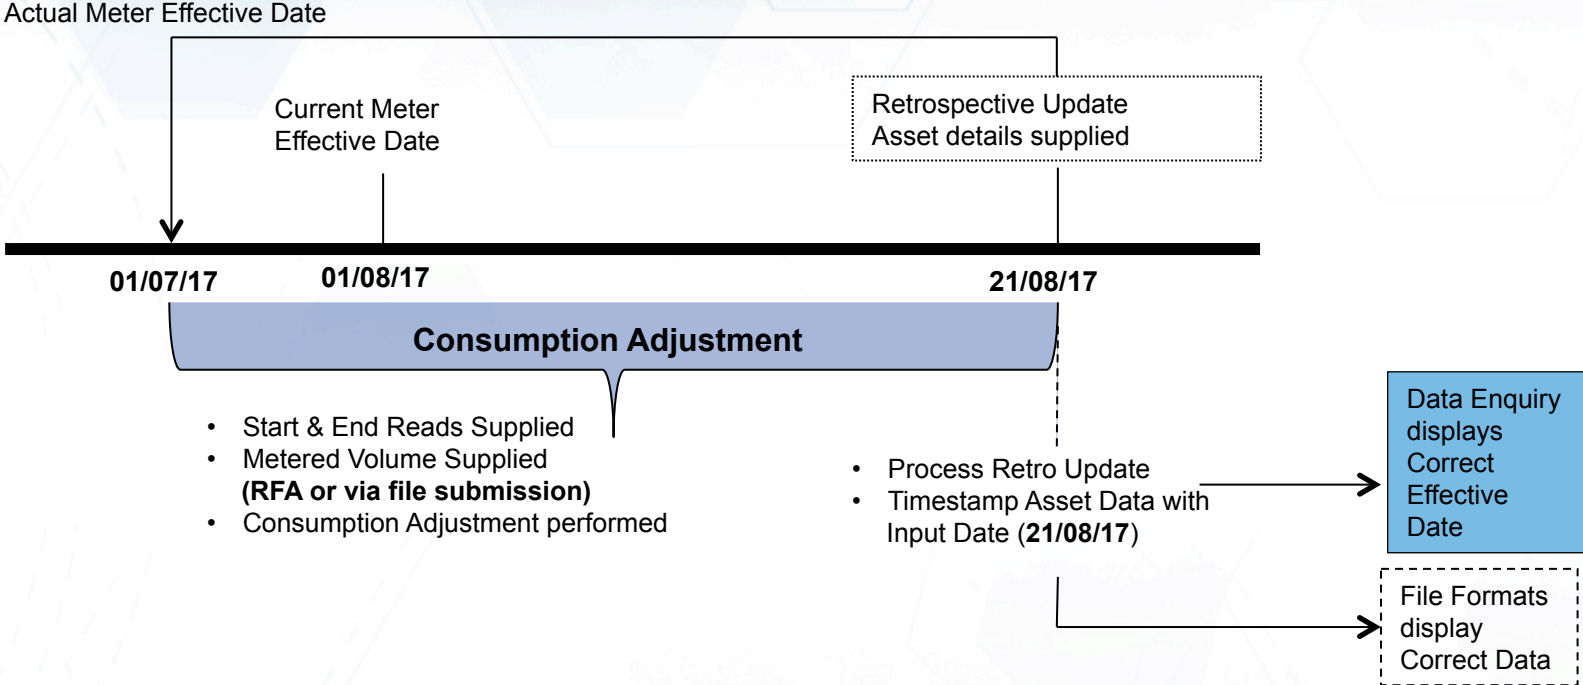 Actual Meter Effective Date
Current Meter
Effective Date
Retrospective Update
Asset details supplied
01/07/17
01/08/17
21/08/17
Consumption Adjustment
• Start & End Reads Supplied
• Metered Volume Supplied
(RFA or via file submission)
• Consumption Adjustment performed
• Process Retro Update
• Timestamp Asset Data with
Input Date (21/08/17)
Data Enquiry
displays
Correct
Effective
Date
File Formats
display
Correct Data